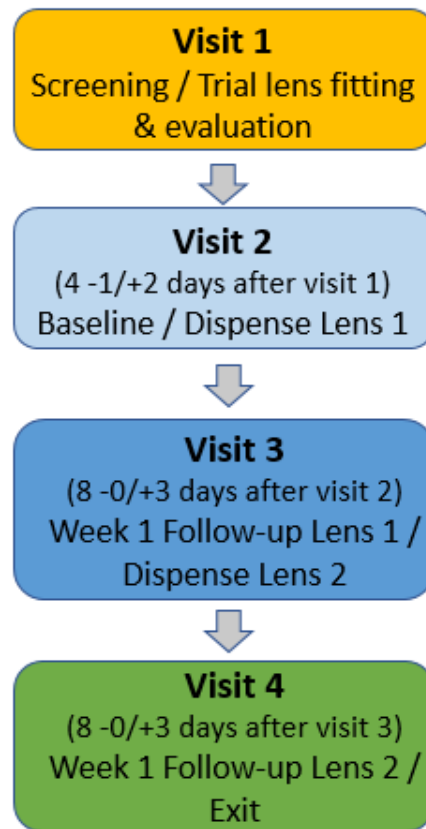 Visit 1
Screening / Trial lens fitting
& evaluation
Visit 2
(4 -1/+2 days after visit 1)
Baseline / Dispense Lens 1
Visit 3
(8 -0/+3 days after visit 2)
Week 1 Follow-up Lens 1 /
Dispense Lens 2
Visit 4
(8 -0/+3 days after visit 3)
Week 1 Follow-up Lens 2 /
Exit